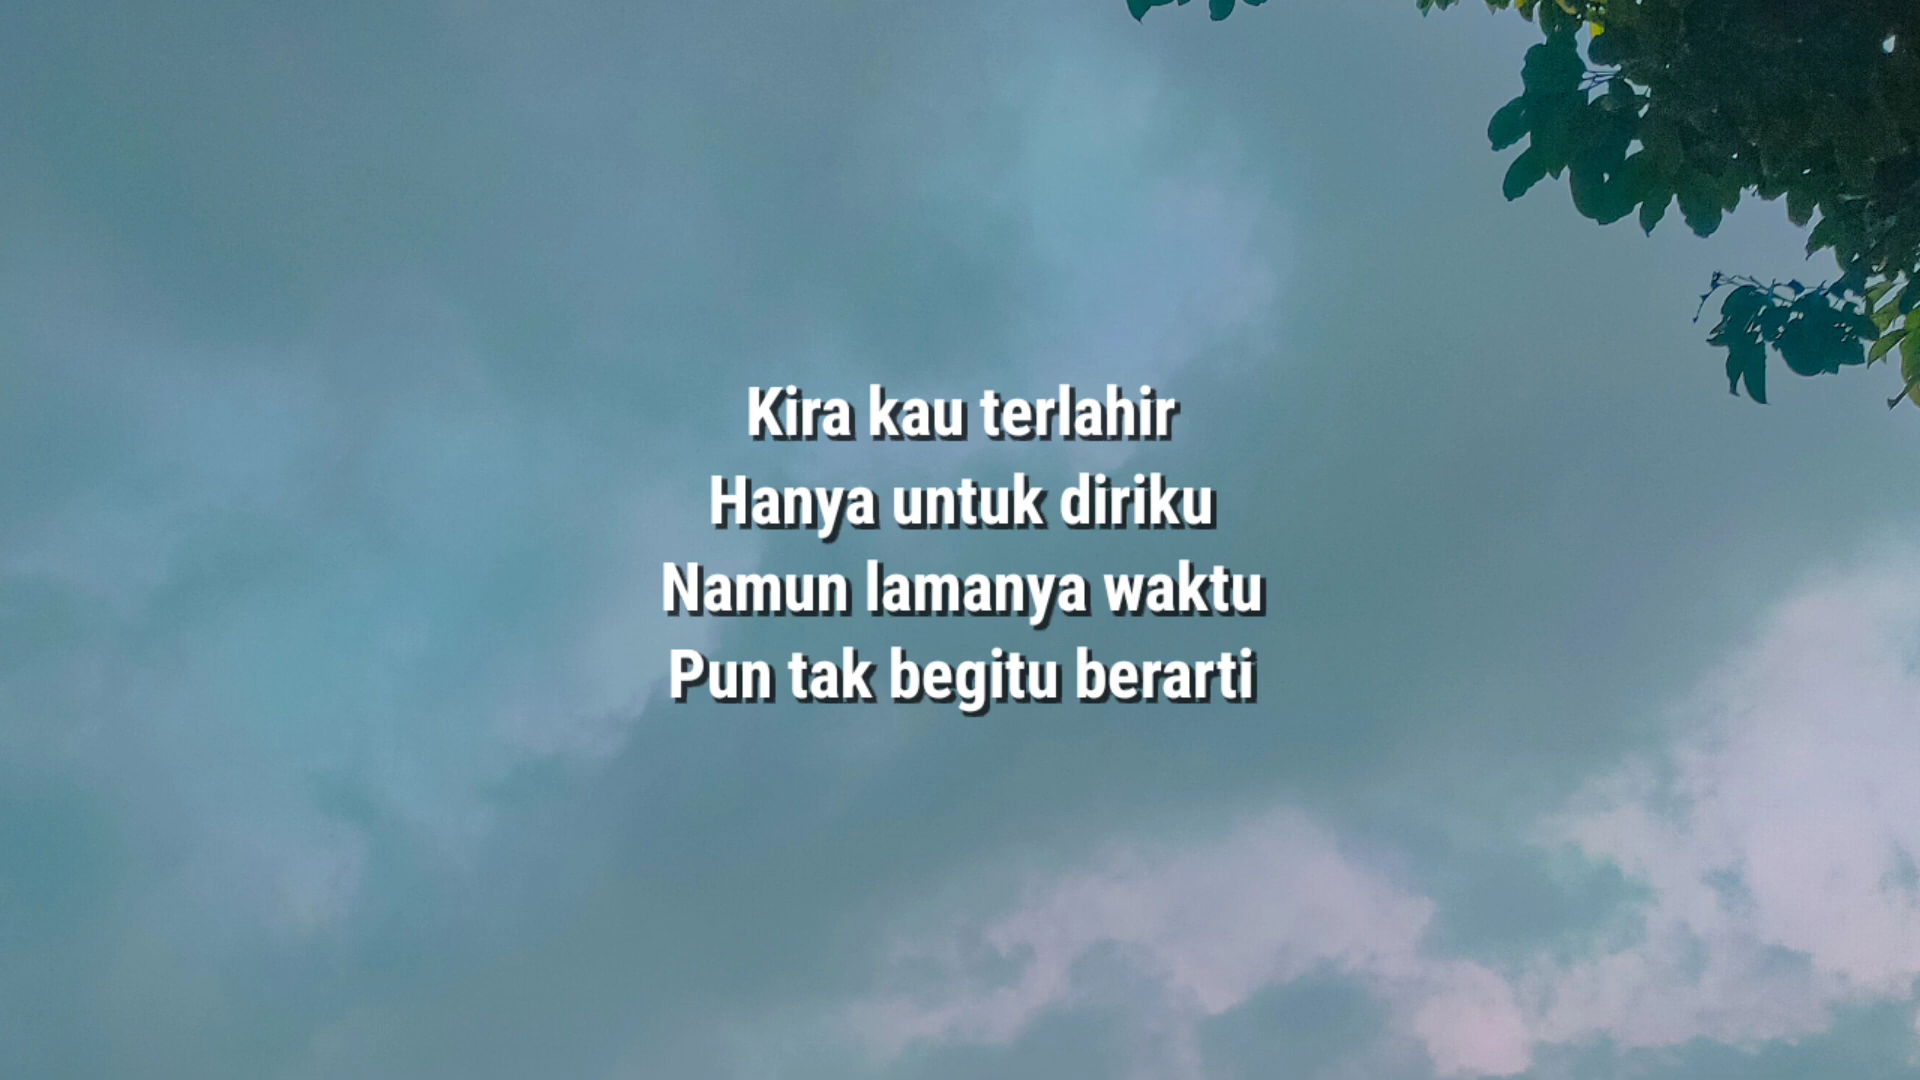 Kira kau terlahir
Hanya untuk diriku
Namun lamanya waktu
Pun tak begitu berarti